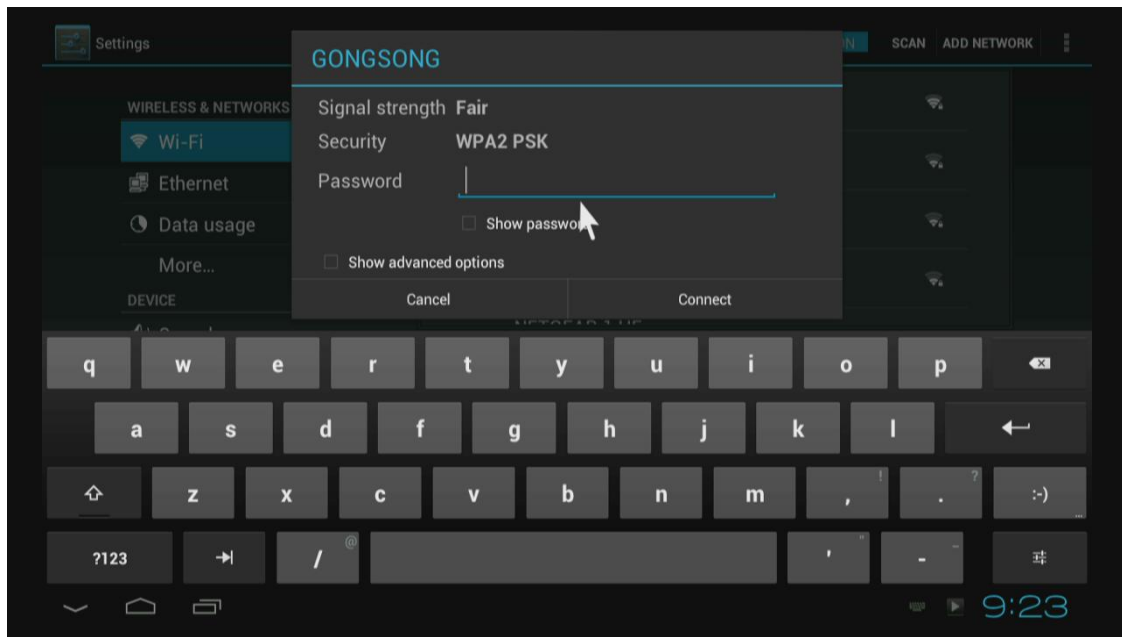 Settings
ON SCAN ADD NETWORK
GONGSONG
WIRELESS & NETWORKS
Signal strength Fair
Wi-Fi
Security WPA2 PSK
Ethernet
Password
Data usage
Show password
More...
Show advanced options
DEVICE
Cancel Connect
q w e r t y u i o p
a s d f g h j k l
z x c v b n m , ! . ? :-) ...
?123 / @ ' " - _
9:23